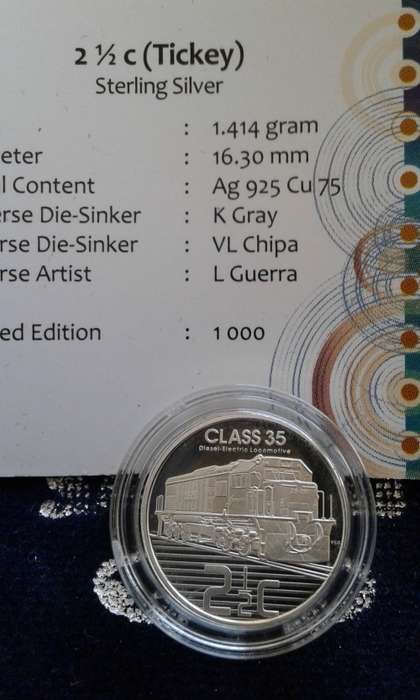 2 ½ c (Tickey)
Sterling Silver
: 1.414 gram
eter : 16.30 mm
l Content : Ag 925 Cu 75
erse Die-Sinker : K Gray
erse Die-Sinker : VL Chipa
erse Artist : L Guerra
ed Edition : 1 000
CLASS 35
Diesel-Electric Locomotive
2½C